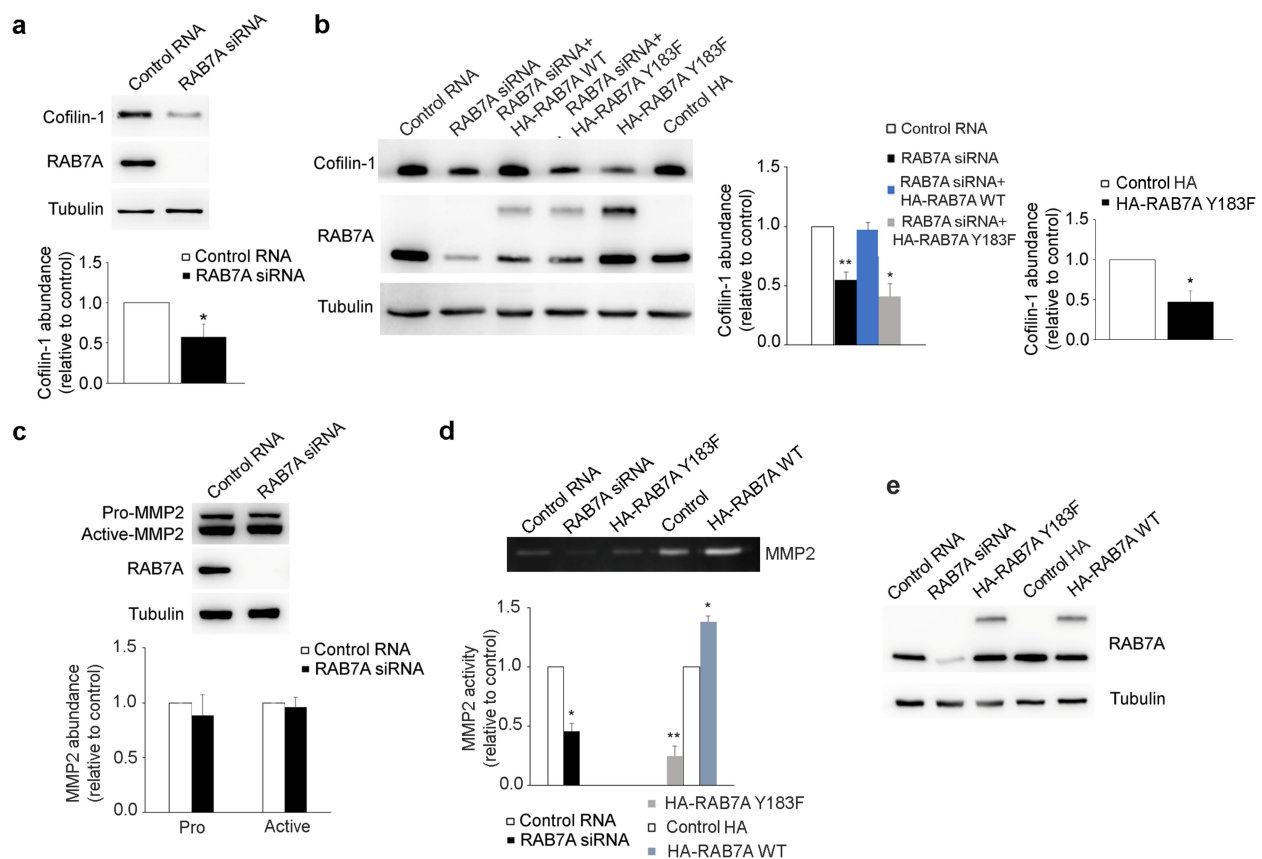 a
Control RNA
RAB7A siRNA
Cofilin-1
RAB7A
Tubulin
Control RNA
RAB7A siRNA
Cofilin-1 abundance
(relative to control)
1.5
1.0
0.5
0.0
*
b
Control RNA
RAB7A siRNA
RAB7A siRNA+
HA-RAB7A WT
RAB7A siRNA+
HA-RAB7A Y183F
HA-RAB7A Y183F
Control HA
Cofilin-1
RAB7A
Tubulin
Control RNA
RAB7A siRNA
RAB7A siRNA+
HA-RAB7A WT
RAB7A siRNA+
HA-RAB7A Y183F
Cofilin-1 abundance
(relative to control)
1.5
1.0
0.5
0.0
**
*
Control HA
HA-RAB7A Y183F
Cofilin-1 abundance
(relative to control)
1.5
1.0
0.5
0.0
*
c
Control RNA
RAB7A siRNA
Pro-MMP2
Active-MMP2
RAB7A
Tubulin
Control RNA
RAB7A siRNA
MMP2 abundance
(relative to control)
1.5
1.0
0.5
0.0
Pro
Active
d
Control RNA
RAB7A siRNA
HA-RAB7A Y183F
Control
HA-RAB7A WT
MMP2
MMP2 activity
(relative to control)
1.5
1.0
0.5
0.0
*
**
*
Control RNA
RAB7A siRNA
HA-RAB7A Y183F
Control HA
HA-RAB7A WT
e
Control RNA
RAB7A siRNA
HA-RAB7A Y183F
Control HA
HA-RAB7A WT
RAB7A
Tubulin